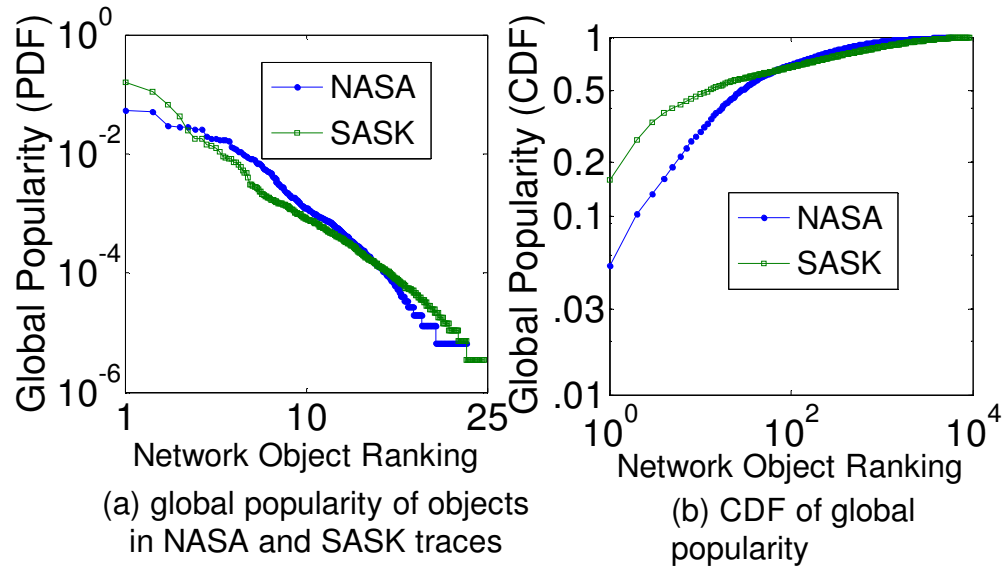 Global Popularity (PDF)
10^0
10^-2
10^-4
10^-6
NASA
SASK
1
10
25
Network Object Ranking
(a) global popularity of objects
in NASA and SASK traces
Global Popularity (CDF)
1
0.5
0.2
0.1
.03
.01
NASA
SASK
10^0
10^2
10^4
Network Object Ranking
(b) CDF of global
popularity